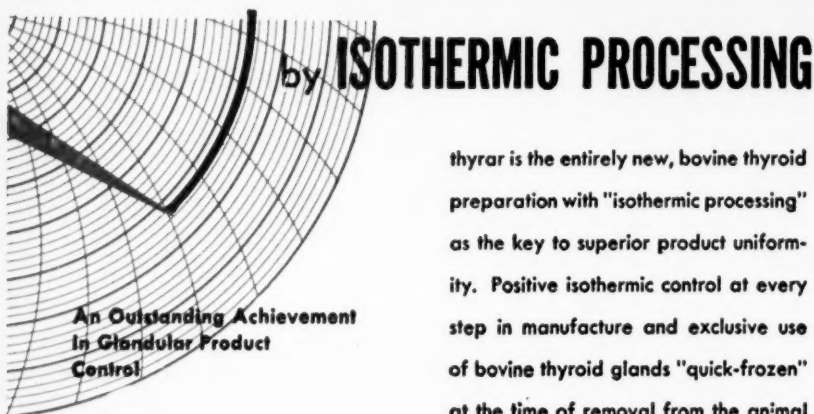 by ISOTHERMIC PROCESSING
An Outstanding Achievement
In Glandular Product
Control
thyrar is the entirely new, bovine thyroid
preparation with "isothermic processing"
as the key to superior product uniform-
ity. Positive isothermic control at every
step in manufacture and exclusive use
of bovine thyroid glands "quick-frozen"
at the time of removal from the animal